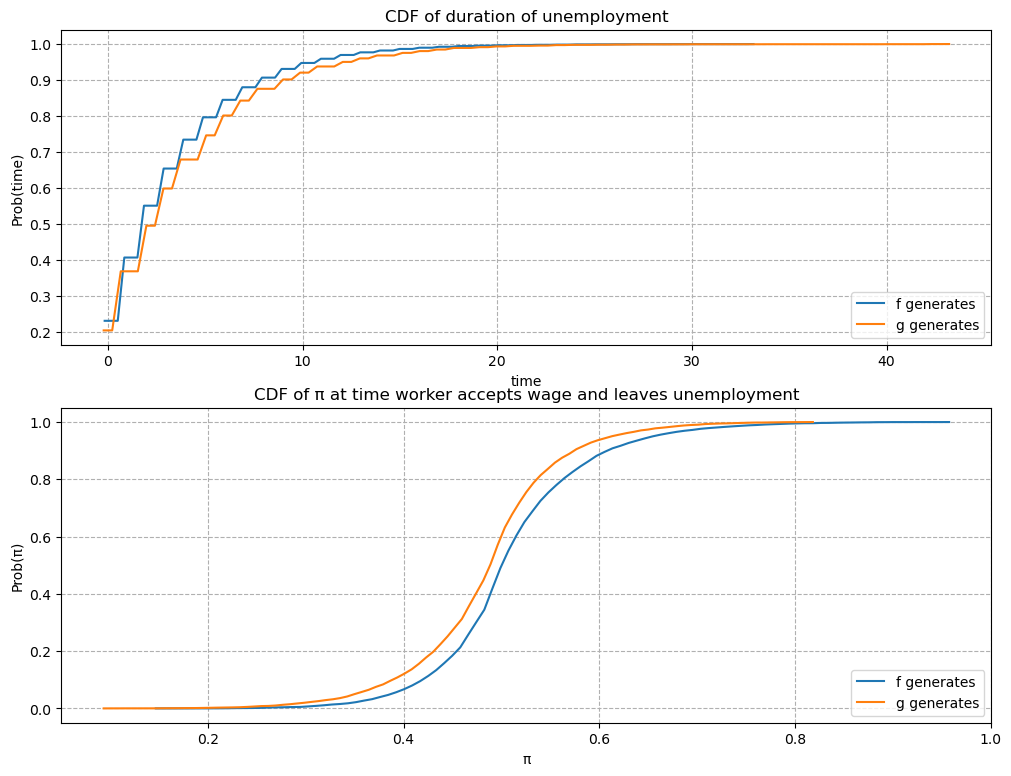 CDF of duration of unemployment
1.0
0.9
0.8
0.7
0.6
0.5
0.4
0.3
0.2
Prob(time)
f generates
g generates
0 10 20 30 40
time
CDF of π at time worker accepts wage and leaves unemployment
1.0
0.8
0.6
0.4
0.2
0.0
Prob(π)
f generates
g generates
0.2 0.4 0.6 0.8 1.0
π